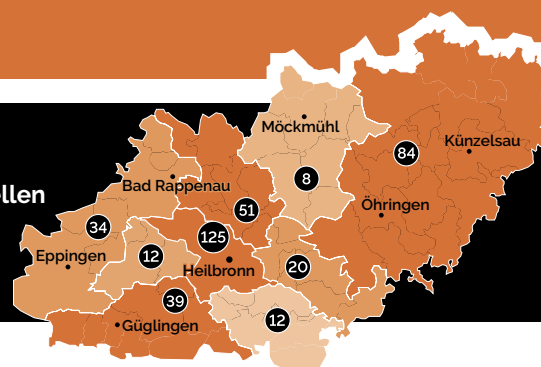 Möckmühl
Künzelsau
84
Bad Rappenau
8
llen
51
Öhringen
34
125
Eppingen
12
Heilbronn
20
39
12
Güglingen